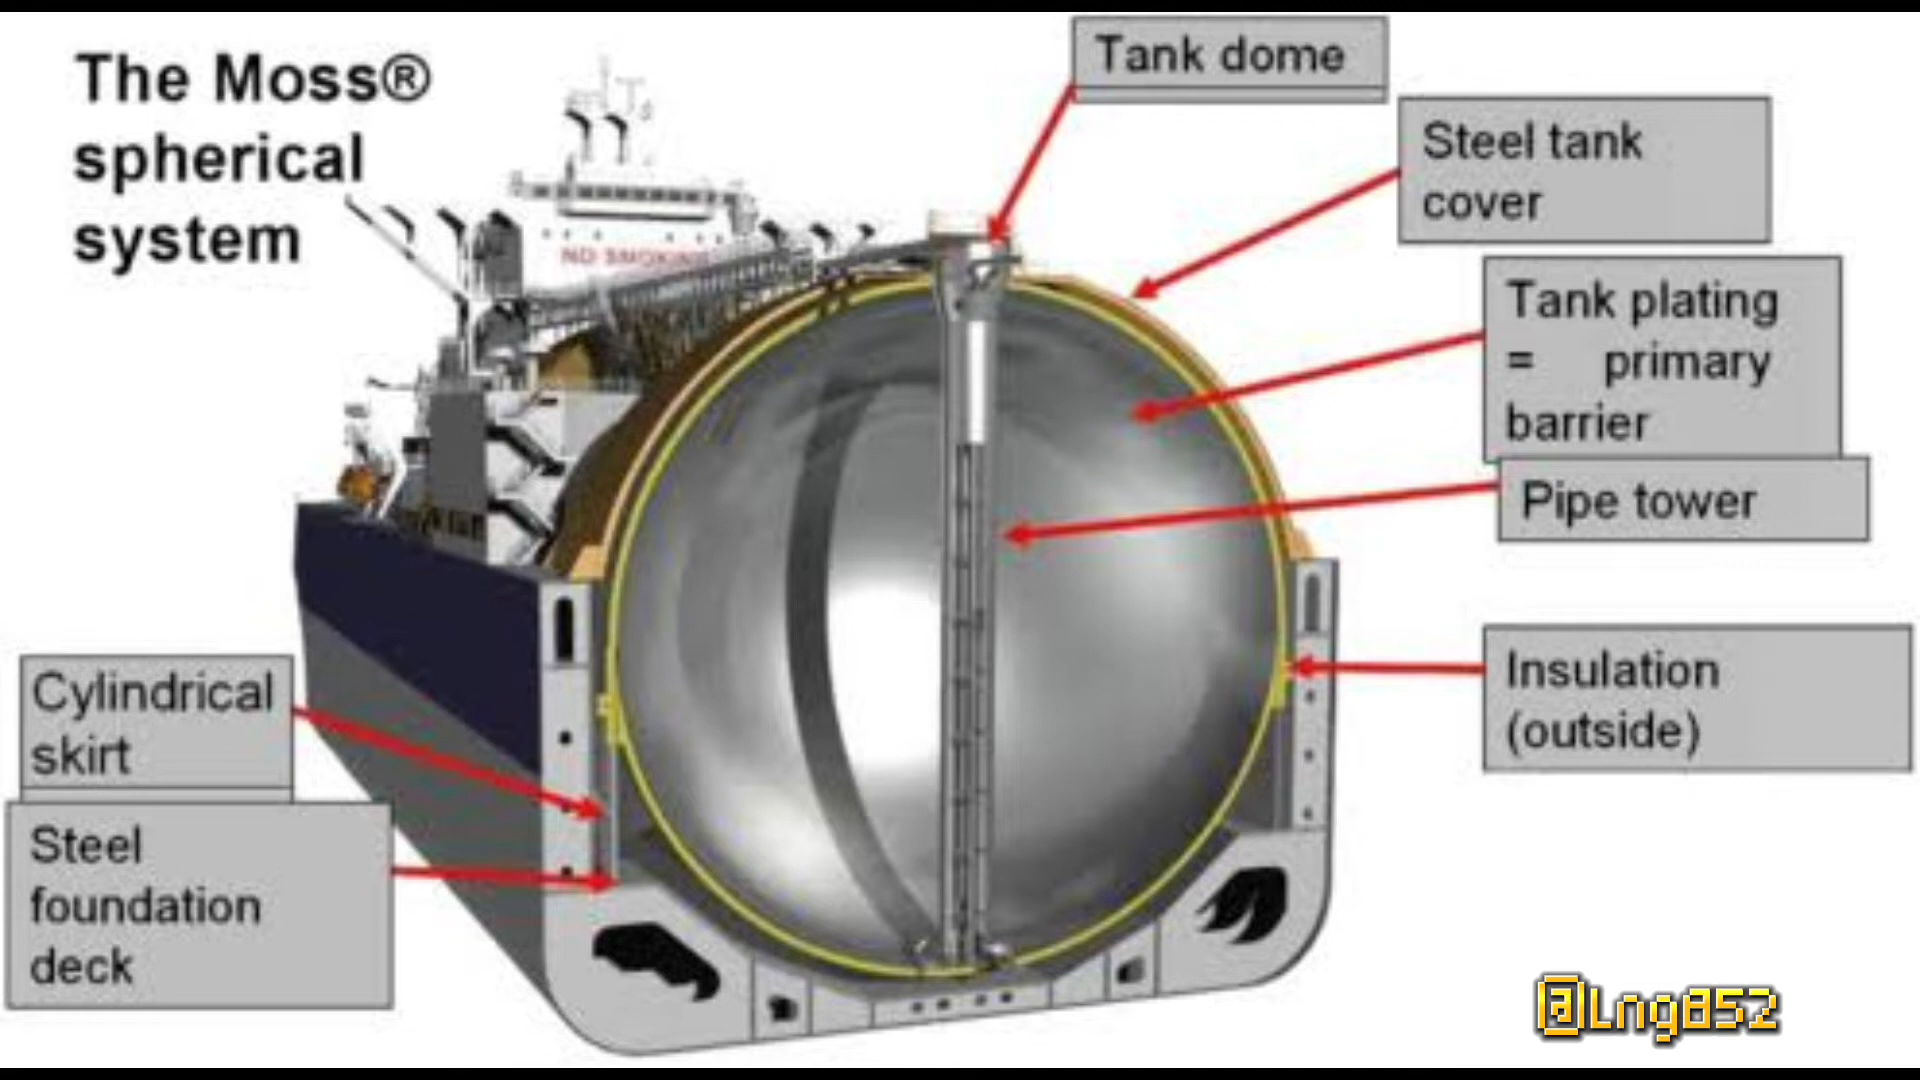 The Moss®
spherical
system
Tank dome
Steel tank
cover
Tank plating
= primary
barrier
Pipe tower
NO SMOKING
Insulation
(outside)
Cylindrical
skirt
Steel
foundation
deck
@Lng852